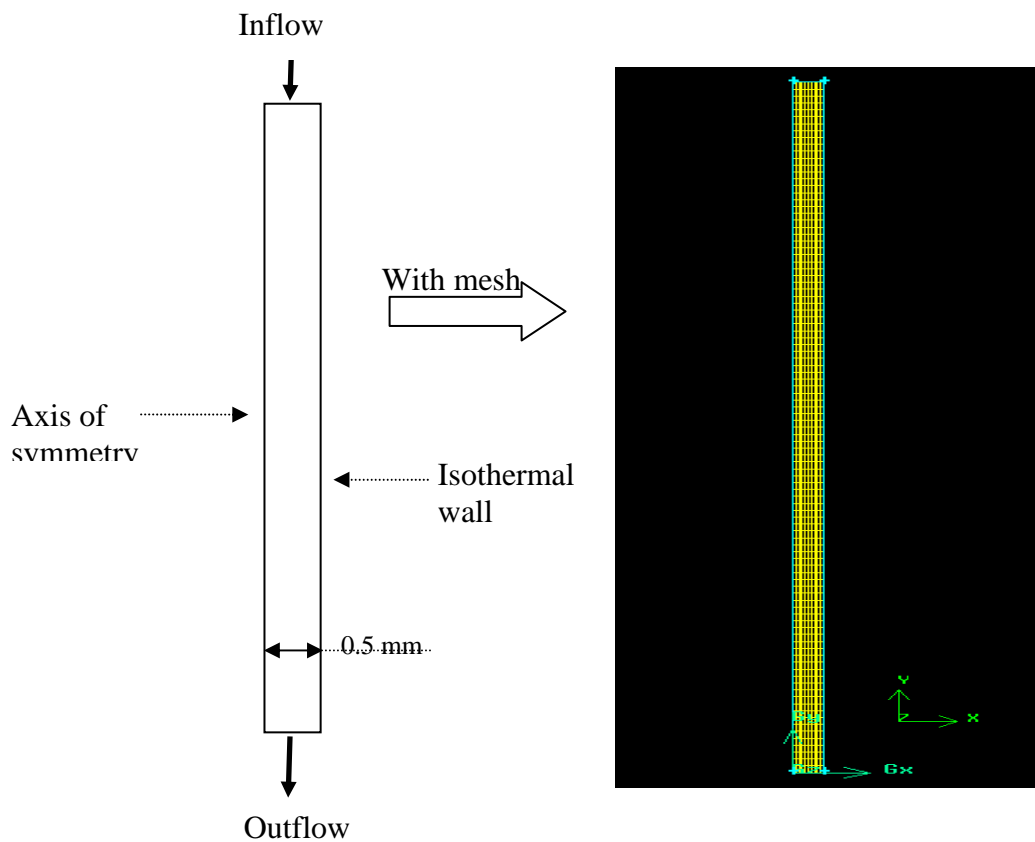 Inflow
With mesh
Axis of
symmetry
Isothermal
wall
0.5 mm
Outflow
Y
Z
X
Gx